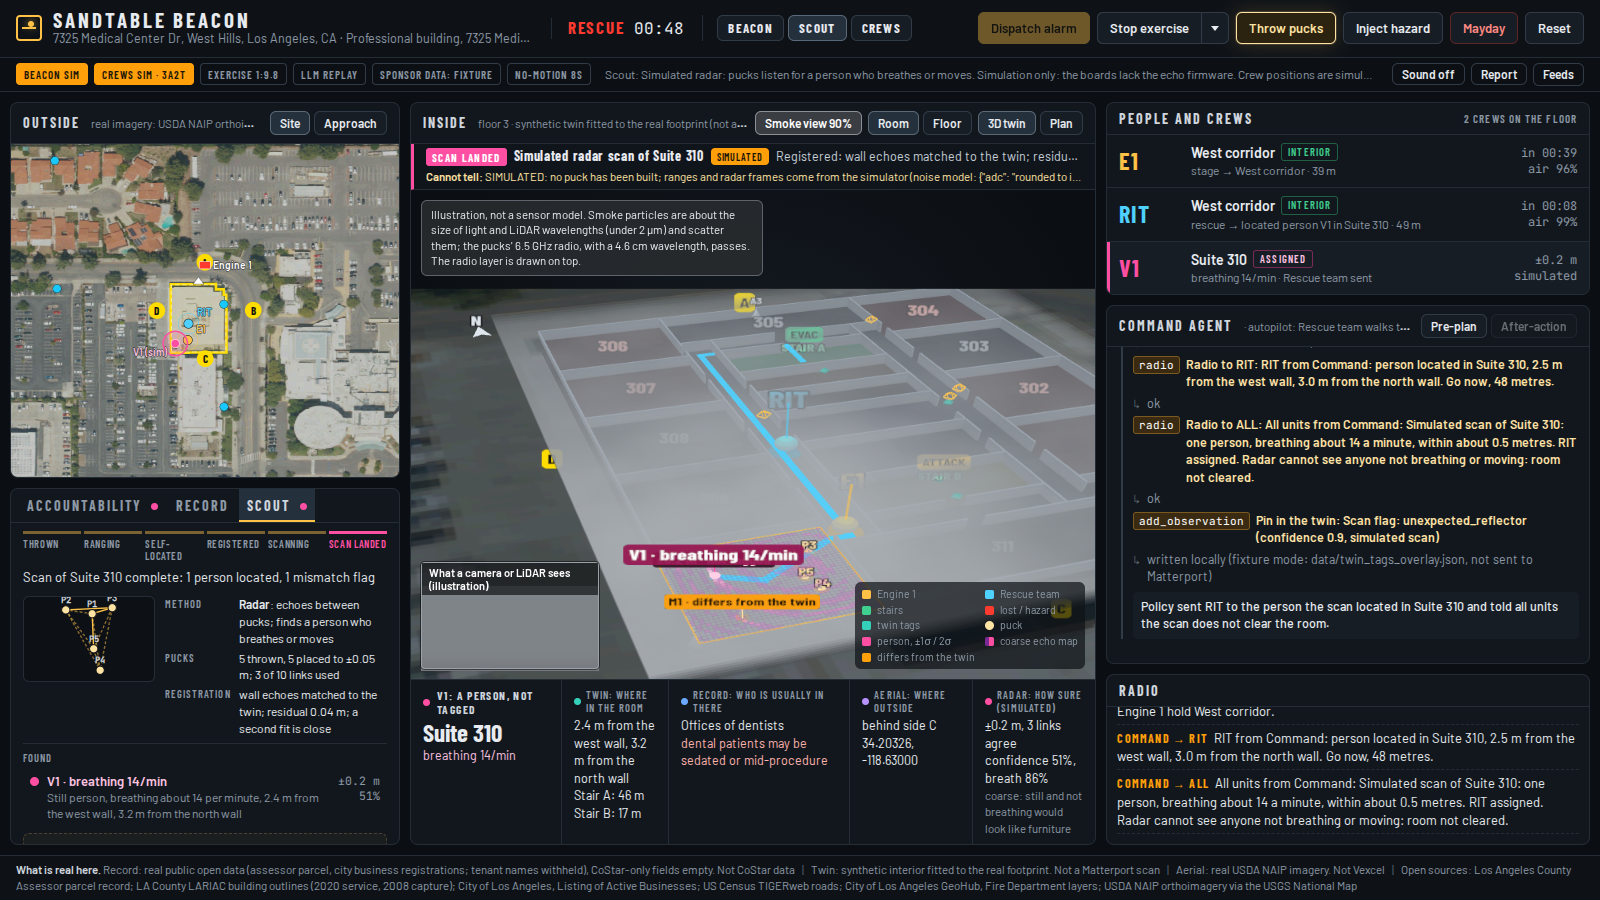 SANDTABLE BEACON
7325 Medical Center Dr, West Hills, Los Angeles, CA · Professional building, 7325 Medi...
RESCUE 00:48
BEACON SCOUT CREWS
Dispatch alarm
Stop exercise
Throw pucks
Inject hazard
Mayday
Reset
BEACON SIM
CREWS SIM · 3A2T
EXERCISE 1:9.8
LLM REPLAY
SPONSOR DATA: FIXTURE
NO-MOTION 8S
Scout: Simulated radar: pucks listen for a person who breathes or moves. Simulation only: the boards lack the echo firmware. Crew positions are simul...
Sound off
Report
Feeds
OUTSIDE real imagery: USDA NAIP orthoi...
Site
Approach
Engine 1
D
B
RIT
E1
V1(sim)
C
ACCOUNTABILITY
RECORD
SCOUT
THROWN
RANGING
SELF-
LOCATED
REGISTERED
SCANNING
SCAN LANDED
Scan of Suite 310 complete: 1 person located, 1 mismatch flag
P2
P1
P3
P5
P4
METHOD
Radar: echoes between
pucks; finds a person who
breathes or moves
PUCKS
5 thrown, 5 placed to ±0.05
m; 3 of 10 links used
REGISTRATION
wall echoes matched to the
twin; residual 0.04 m; a
second fit is close
FOUND
V1 · breathing 14/min
±0.2 m
51%
Still person, breathing about 14 per minute, 2.4 m from
the west wall, 3.2 m from the north wall
INSIDE floor 3 · synthetic twin fitted to the real footprint (not a...
Smoke view 90%
Room
Floor
3D twin
Plan
SCAN LANDED Simulated radar scan of Suite 310 SIMULATED Registered: wall echoes matched to the twin; residu...
Cannot tell: SIMULATED: no puck has been built; ranges and radar frames come from the simulator (noise model: {"adc": "rounded to i...
Illustration, not a sensor model. Smoke particles are about the
size of light and LiDAR wavelengths (under 2 µm) and scatter
them; the pucks' 6.5 GHz radio, with a 4.6 cm wavelength, passes.
The radio layer is drawn on top.
N
A
A3
305
304
EVAC
STAIR A
306
303
307
302
RIT
308
ATTACK
311
V1 · breathing 14/min
P3
P5
P4
M1 · differs from the twin
What a camera or LiDAR sees
(illustration)
Engine 1
Rescue team
stairs
lost / hazard
C
twin tags
puck
person, ±1σ / 2σ
coarse echo map
differs from the twin
V1: A PERSON, NOT
TAGGED
Suite 310
breathing 14/min
TWIN: WHERE
IN THE ROOM
2.4 m from the
west wall, 3.2
m from the
north wall
Stair A: 46 m
Stair B: 17 m
RECORD: WHO IS USUALLY IN
THERE
Offices of dentists
dental patients may be
sedated or mid-procedure
AERIAL: WHERE
OUTSIDE
behind side C
34.20326,
-118.63000
RADAR: HOW SURE
(SIMULATED)
±0.2 m, 3 links
agree
confidence 51%,
breath 86%
coarse: still and not
breathing would
look like furniture
PEOPLE AND CREWS
2 CREWS ON THE FLOOR
E1
West corridor INTERIOR
stage → West corridor · 39 m
in 00:39
air 96%
RIT
West corridor INTERIOR
rescue → located person V1 in Suite 310 · 49 m
in 00:08
air 99%
V1
Suite 310 ASSIGNED
breathing 14/min · Rescue team sent
±0.2 m
simulated
COMMAND AGENT · autopilot: Rescue team walks t...
Pre-plan
After-action
radio Radio to RIT: RIT from Command: person located in Suite 310, 2.5 m
from the west wall, 3.0 m from the north wall. Go now, 48 metres.
↳ ok
radio Radio to ALL: All units from Command: Simulated scan of Suite 310:
one person, breathing about 14 a minute, within about 0.5 metres. RIT
assigned. Radar cannot see anyone not breathing or moving: room
not cleared.
↳ ok
add_observation Pin in the twin: Scan flag: unexpected_reflector
(confidence 0.9, simulated scan)
↳ written locally (fixture mode: data/twin_tags_overlay.json, not sent to
Matterport)
Policy sent RIT to the person the scan located in Suite 310 and told all units
the scan does not clear the room.
RADIO
Engine 1 hold West corridor.
COMMAND → RIT RIT from Command: person located in Suite 310, 2.5 m from the
west wall, 3.0 m from the north wall. Go now, 48 metres.
COMMAND → ALL All units from Command: Simulated scan of Suite 310: one
person, breathing about 14 a minute, within about 0.5 metres. RIT assigned.
Radar cannot see anyone not breathing or moving: room not cleared.
What is real here. Record: real public open data (assessor parcel, city business registrations; tenant names withheld), CoStar-only fields empty. Not CoStar data | Twin: synthetic interior fitted to the real footprint. Not a Matterport scan | Aerial: real USDA NAIP imagery. Not Vexcel | Open sources: Los Angeles County
Assessor parcel record; LA County LARIAC building outlines (2020 service, 2008 capture); City of Los Angeles, Listing of Active Businesses; US Census TIGERweb roads; City of Los Angeles GeoHub, Fire Department layers; USDA NAIP orthoimagery via the USGS National Map